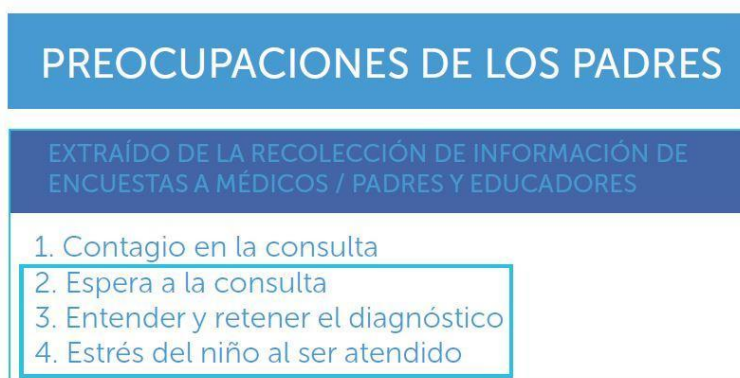 PREOCUPACIONES DE LOS PADRES
EXTRAÍDO DE LA RECOLECCIÓN DE INFORMACIÓN DE
ENCUESTAS A MÉDICOS / PADRES Y EDUCADORES
1. Contagio en la consulta
2. Espera a la consulta
3. Entender y retener el diagnóstico
4. Estrés del niño al ser atendido